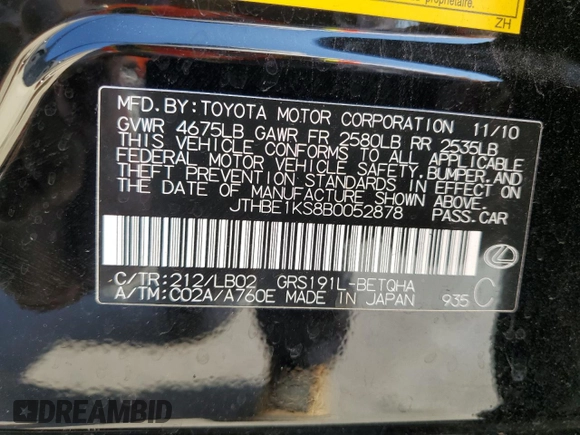 propriétaire.
ZH
MFD. BY: TOYOTA MOTOR CORPORATION 11/10
GVWR 4675LB GAWR FR 2580LB RR 2535LB
THIS VEHICLE CONFORMS TO ALL APPLICABLE
FEDERAL MOTOR VEHICLE SAFETY, BUMPER, AND
THEFT PREVENTION STANDARDS IN EFFECT ON
THE DATE OF MANUFACTURE SHOWN ABOVE.
JTHBE1KS8B0052878 PASS. CAR
C/TR: 212/LB02 GRS191L-BETQHA
A/TM: C02A/A760E MADE IN JAPAN 935 C
DREAMBID